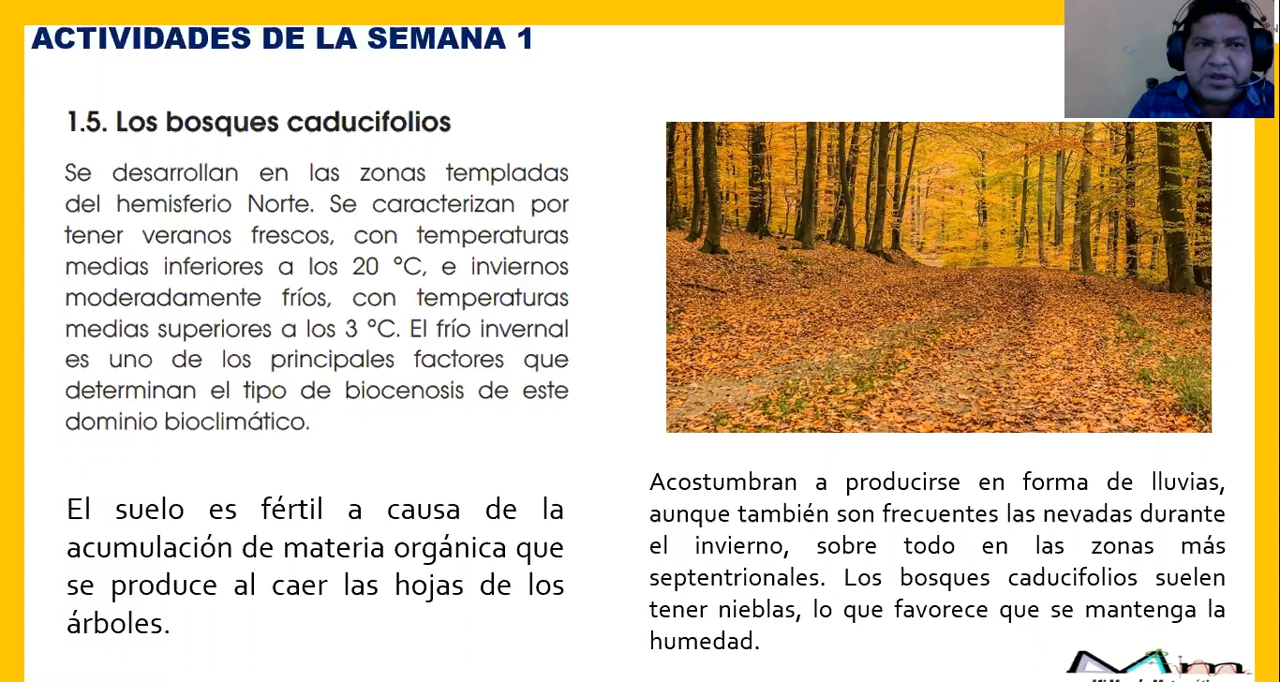 ACTIVIDADES DE LA SEMANA 1
1.5. Los bosques caducifolios
Se desarrollan en las zonas templadas
del hemisferio Norte. Se caracterizan por
tener veranos frescos, con temperaturas
medias inferiores a los 20 °C, e inviernos
moderadamente fríos, con temperaturas
medias superiores a los 3 °C. El frío invernal
es uno de los principales factores que
determinan el tipo de biocenosis de este
dominio bioclimático.
El suelo es fértil a causa de la
acumulación de materia orgánica que
se produce al caer las hojas de los
árboles.
Acostumbran a producirse en forma de lluvias,
aunque también son frecuentes las nevadas durante
el invierno, sobre todo en las zonas más
septentrionales. Los bosques caducifolios suelen
tener nieblas, lo que favorece que se mantenga la
humedad.